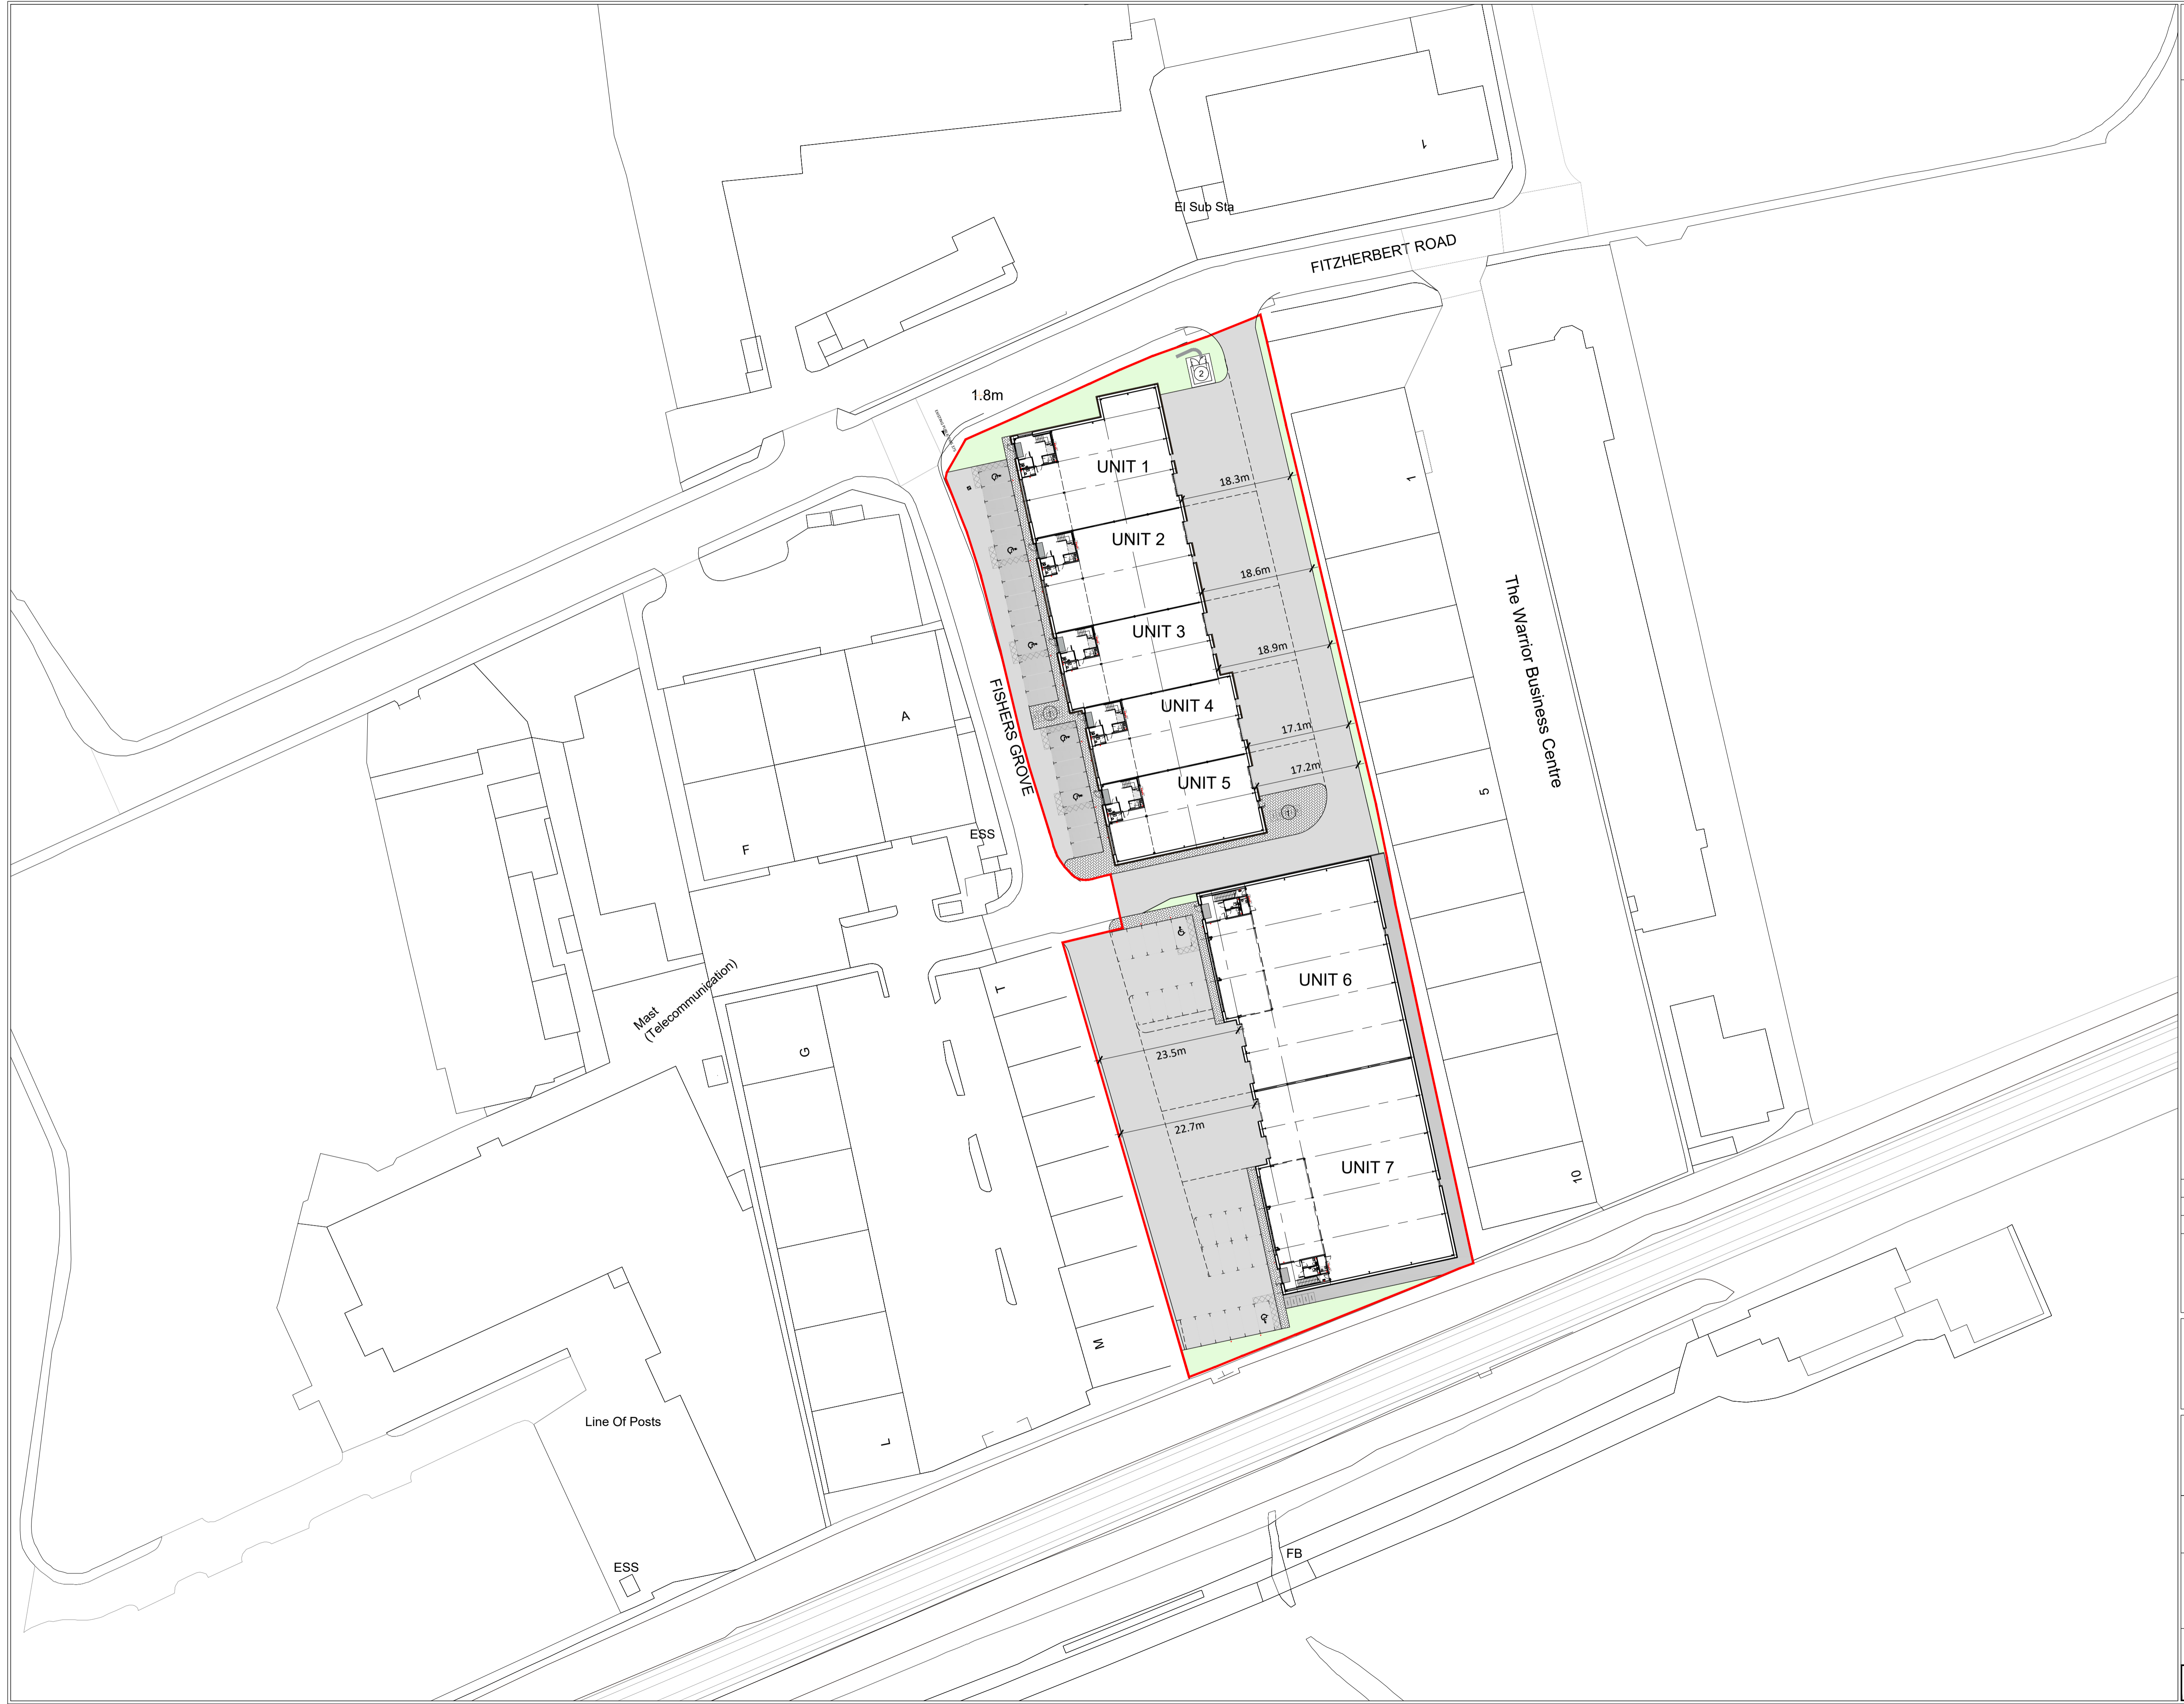 1
El Sub Sta
FITZHERBERT ROAD
2
1.8m
UNIT 1
18.3m
1
UNIT 2
18.6m
UNIT 3
18.9m
The Warrior Business Centre
FISHERS GROVE
UNIT 4
A
17.1m
17.2m
UNIT 5
5
ESS
F
UNIT 6
T
Mast
(Telecommunication)
G
23.5m
22.7m
UNIT 7
10
M
Line Of Posts
L
FB
ESS